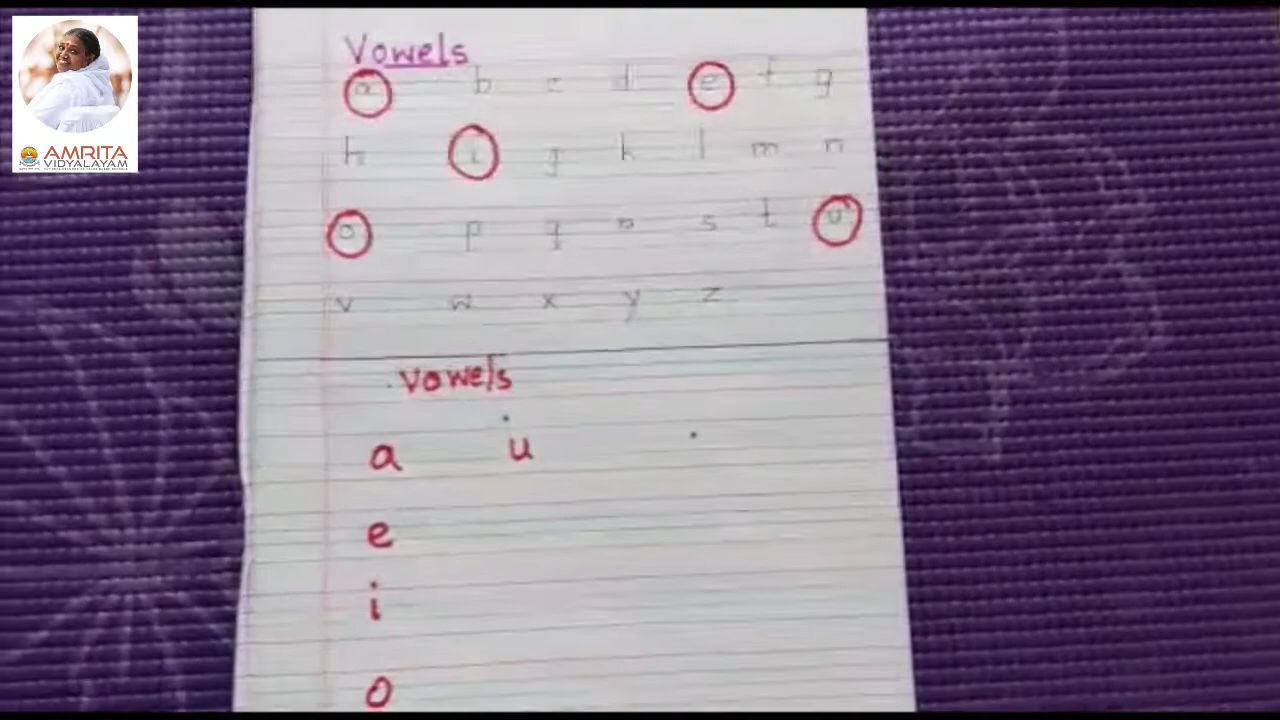 AMRITA
VIDYALAYAM
Vowels
a b c d e f g
h i j k l m n
o p q r s t u
v w x y z
vowels
a u
e
i
o